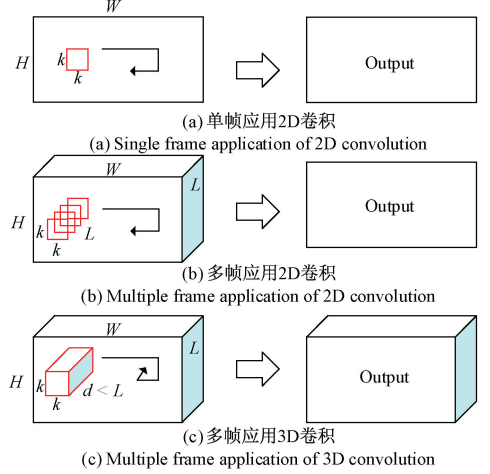 W
H
k
k
Output
(a) 单帧应用2D卷积
(a) Single frame application of 2D convolution
W
L
H
k
k
L
Output
(b) 多帧应用2D卷积
(b) Multiple frame application of 2D convolution
W
L
H
k
k
d < L
Output
(c) 多帧应用3D卷积
(c) Multiple frame application of 3D convolution